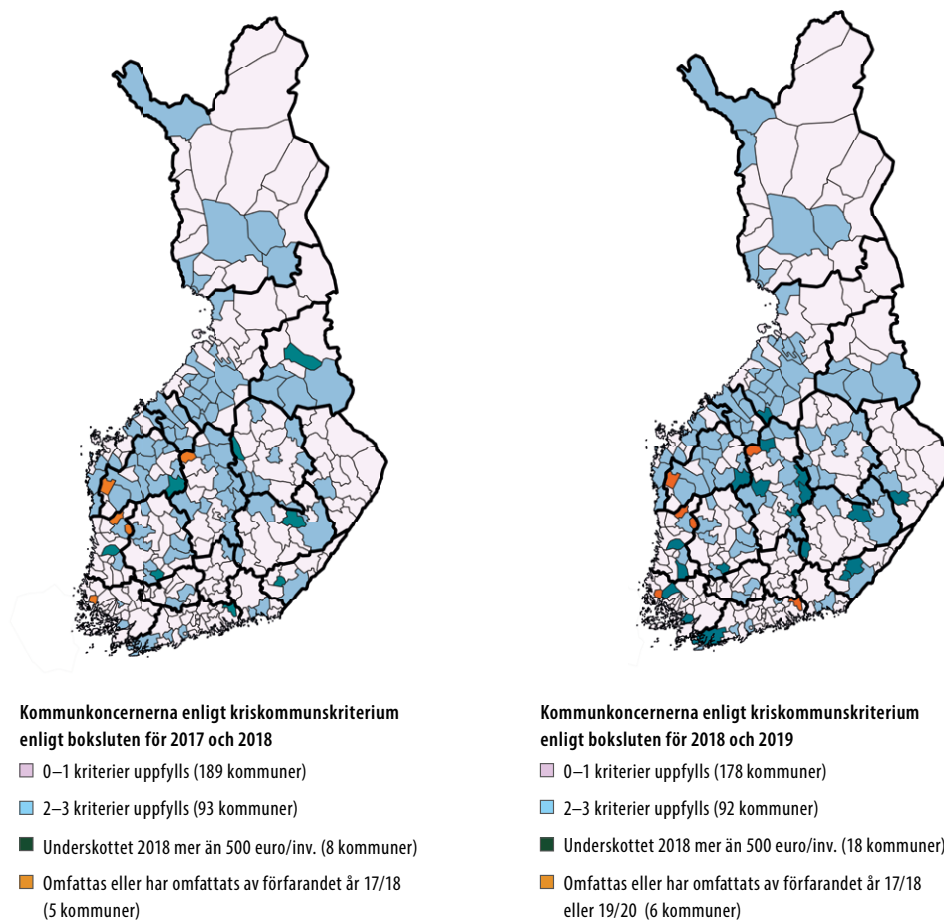 Kommunkoncernerna enligt kriskommunskriterium
enligt boksluten för 2017 och 2018
0–1 kriterier uppfylls (189 kommuner)
2–3 kriterier uppfylls (93 kommuner)
Underskottet 2018 mer än 500 euro/inv. (8 kommuner)
Omfattas eller har omfattats av förfarandet år 17/18
(5 kommuner)
Kommunkoncernerna enligt kriskommunskriterium
enligt boksluten för 2018 och 2019
0–1 kriterier uppfylls (178 kommuner)
2–3 kriterier uppfylls (92 kommuner)
Underskottet 2018 mer än 500 euro/inv. (18 kommuner)
Omfattas eller har omfattats av förfarandet år 17/18
eller 19/20 (6 kommuner)